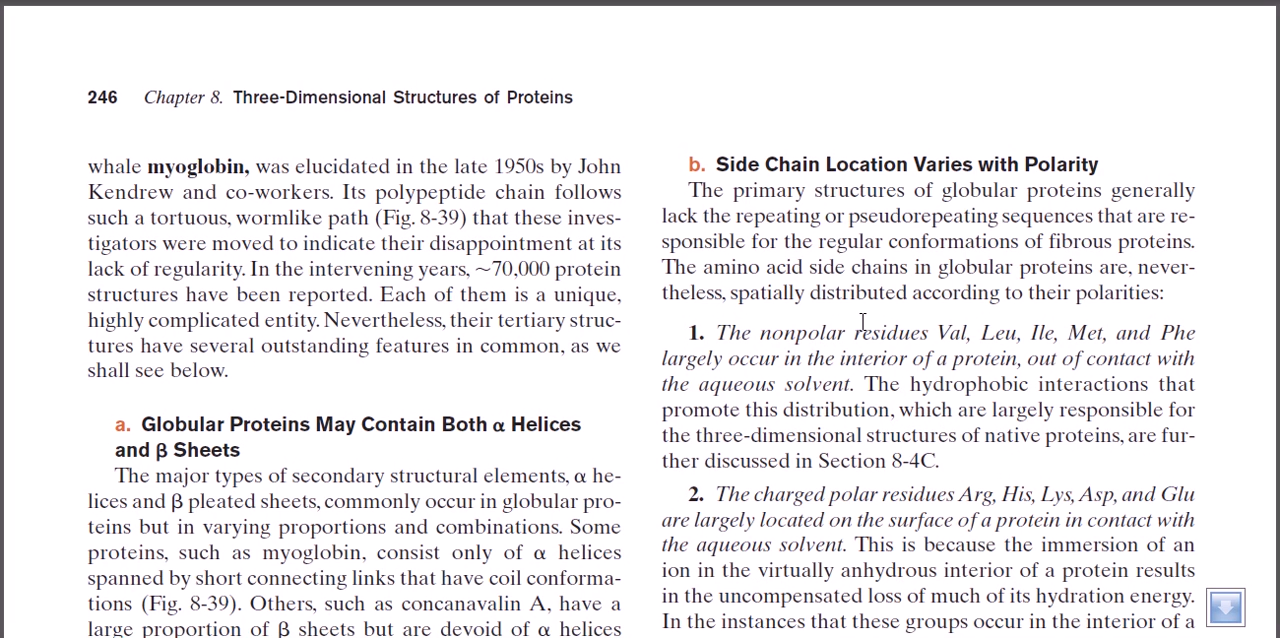 246 Chapter 8. Three-Dimensional Structures of Proteins
whale myoglobin, was elucidated in the late 1950s by John
Kendrew and co-workers. Its polypeptide chain follows
such a tortuous, wormlike path (Fig. 8-39) that these inves-
tigators were moved to indicate their disappointment at its
lack of regularity. In the intervening years, ~70,000 protein
structures have been reported. Each of them is a unique,
highly complicated entity. Nevertheless, their tertiary struc-
tures have several outstanding features in common, as we
shall see below.
a. Globular Proteins May Contain Both α Helices
and β Sheets
The major types of secondary structural elements, α he-
lices and β pleated sheets, commonly occur in globular pro-
teins but in varying proportions and combinations. Some
proteins, such as myoglobin, consist only of α helices
spanned by short connecting links that have coil conforma-
tions (Fig. 8-39). Others, such as concanavalin A, have a
large proportion of β sheets but are devoid of α helices
b. Side Chain Location Varies with Polarity
The primary structures of globular proteins generally
lack the repeating or pseudorepeating sequences that are re-
sponsible for the regular conformations of fibrous proteins.
The amino acid side chains in globular proteins are, never-
theless, spatially distributed according to their polarities:
1. The nonpolar residues Val, Leu, Ile, Met, and Phe
largely occur in the interior of a protein, out of contact with
the aqueous solvent. The hydrophobic interactions that
promote this distribution, which are largely responsible for
the three-dimensional structures of native proteins, are fur-
ther discussed in Section 8-4C.
2. The charged polar residues Arg, His, Lys, Asp, and Glu
are largely located on the surface of a protein in contact with
the aqueous solvent. This is because the immersion of an
ion in the virtually anhydrous interior of a protein results
in the uncompensated loss of much of its hydration energy.
In the instances that these groups occur in the interior of a